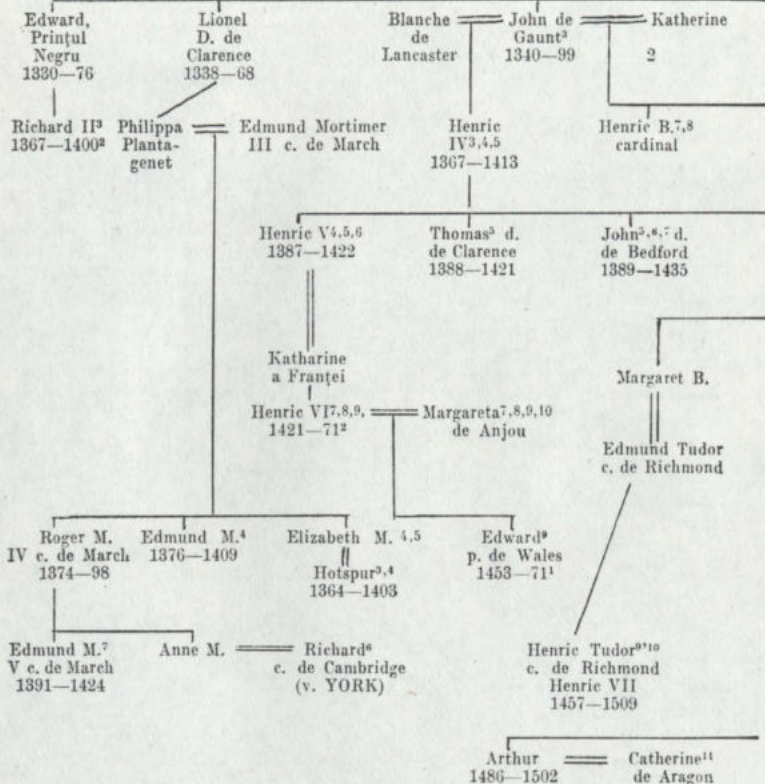 Edward,
Prințul
Negru
1330—76
Lionel
D. de
Clarence
1338—68
Blanche
de
Lancaster
John de
Gaunt³
1340—99
Katherine
2
Richard II³
1367—1400²
Philippa
Planta-
genet
Edmund Mortimer
III c. de March
Henric
IV³,⁴,⁵
1367—1413
Henric B.⁷,⁸
cardinal
Henric V⁴,⁵,⁶
1387—1422
Thomas⁵ d.
de Clarence
1388—1421
John⁵,⁶,⁷ d.
de Bedford
1389—1435
Katharine
a Franței
Margaret B.
Henric VI⁷,⁸,⁹,
1421—71²
Margareta⁷,⁸,⁹,¹⁰
de Anjou
Edmund Tudor
c. de Richmond
Roger M.
IV c. de March
1374—98
Edmund M.⁴
1376—1409
Elizabeth M. ⁴,⁵
Hotspur³,⁴
1364—1403
Edward⁹
p. de Wales
1453—71¹
Edmund M.⁷
V c. de March
1391—1424
Anne M.
Richard⁶
c. de Cambridge
(v. YORK)
Henric Tudor⁹'¹⁰
c. de Richmond
Henric VII
1457—1509
Arthur
1486—1502
Catherine¹¹
de Aragon